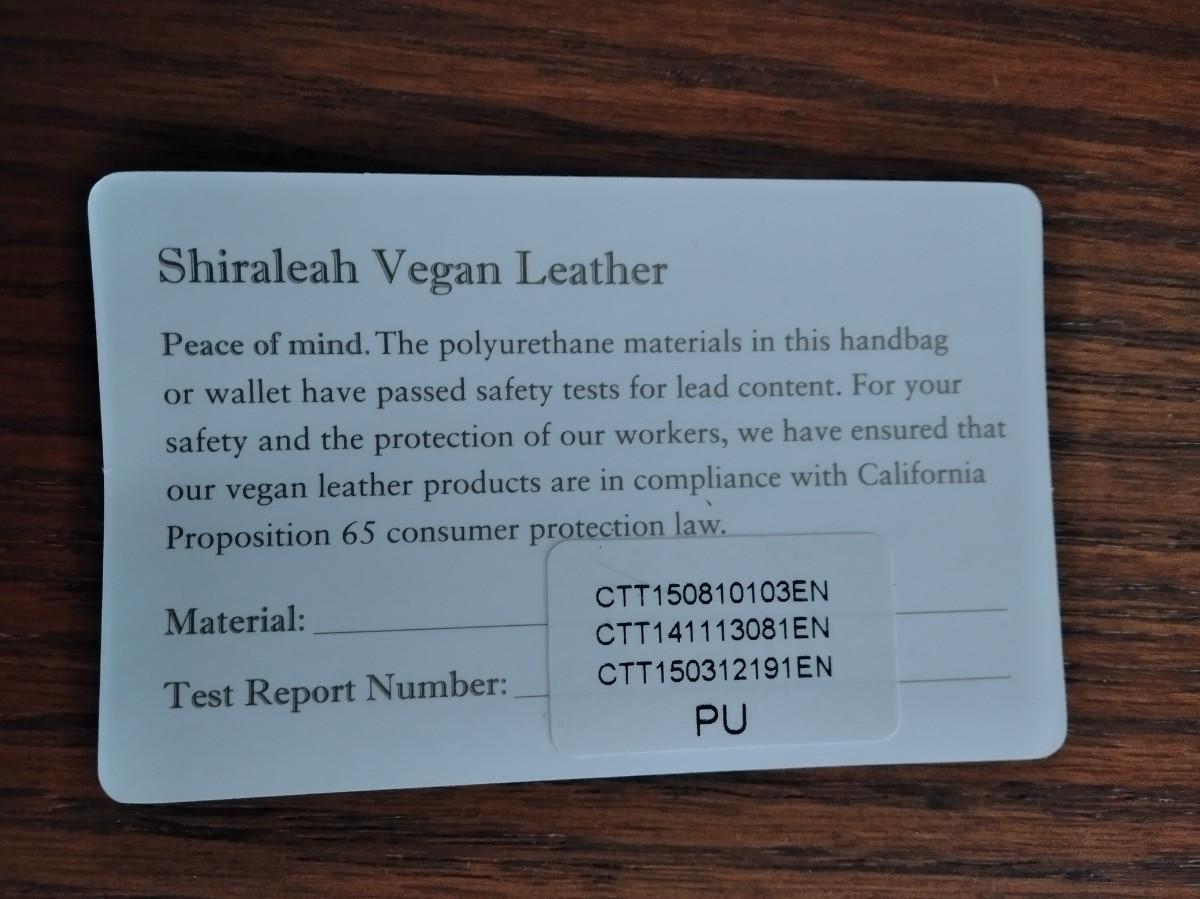 Shiraleah Vegan Leather
Peace of mind. The polyurethane materials in this handbag
or wallet have passed safety tests for lead content. For your
safety and the protection of our workers, we have ensured that
our vegan leather products are in compliance with California
Proposition 65 consumer protection law.
Material:
CTT150810103EN
CTT141113081EN
Test Report Number:
CTT150312191EN
PU